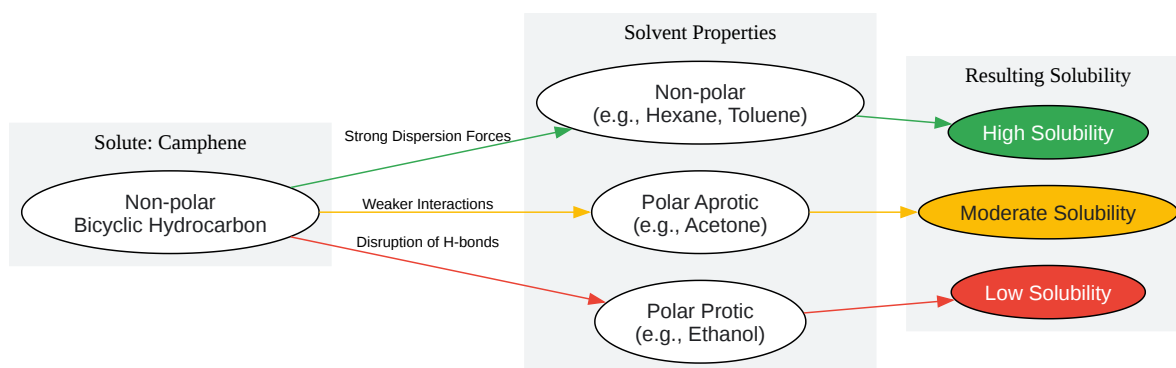 Solute: Camphene
Non-polar
Bicyclic Hydrocarbon
Strong Dispersion Forces
Weaker Interactions
Disruption of H-bonds
Solvent Properties
Non-polar
(e.g., Hexane, Toluene)
Polar Aprotic
(e.g., Acetone)
Polar Protic
(e.g., Ethanol)
Resulting Solubility
High Solubility
Moderate Solubility
Low Solubility